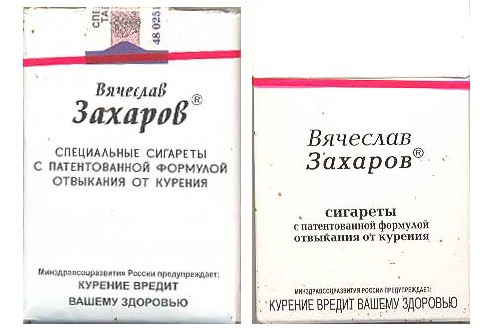 48 0251
Вячеслав
Захаров®
СПЕЦИАЛЬНЫЕ СИГАРЕТЫ
С ПАТЕНТОВАННОЙ ФОРМУЛОЙ
ОТВЫКАНИЯ ОТ КУРЕНИЯ
Минздравсоцразвития России предупреждает:
КУРЕНИЕ ВРЕДИТ
ВАШЕМУ ЗДОРОВЬЮ
Вячеслав
Захаров®
сигареты
с патентованной формулой
отвыкания от курения
МИНЗДРАВСОЦРАЗВИТИЯ РОССИИ ПРЕДУПРЕЖДАЕТ:
КУРЕНИЕ ВРЕДИТ ВАШЕМУ ЗДОРОВЬЮ